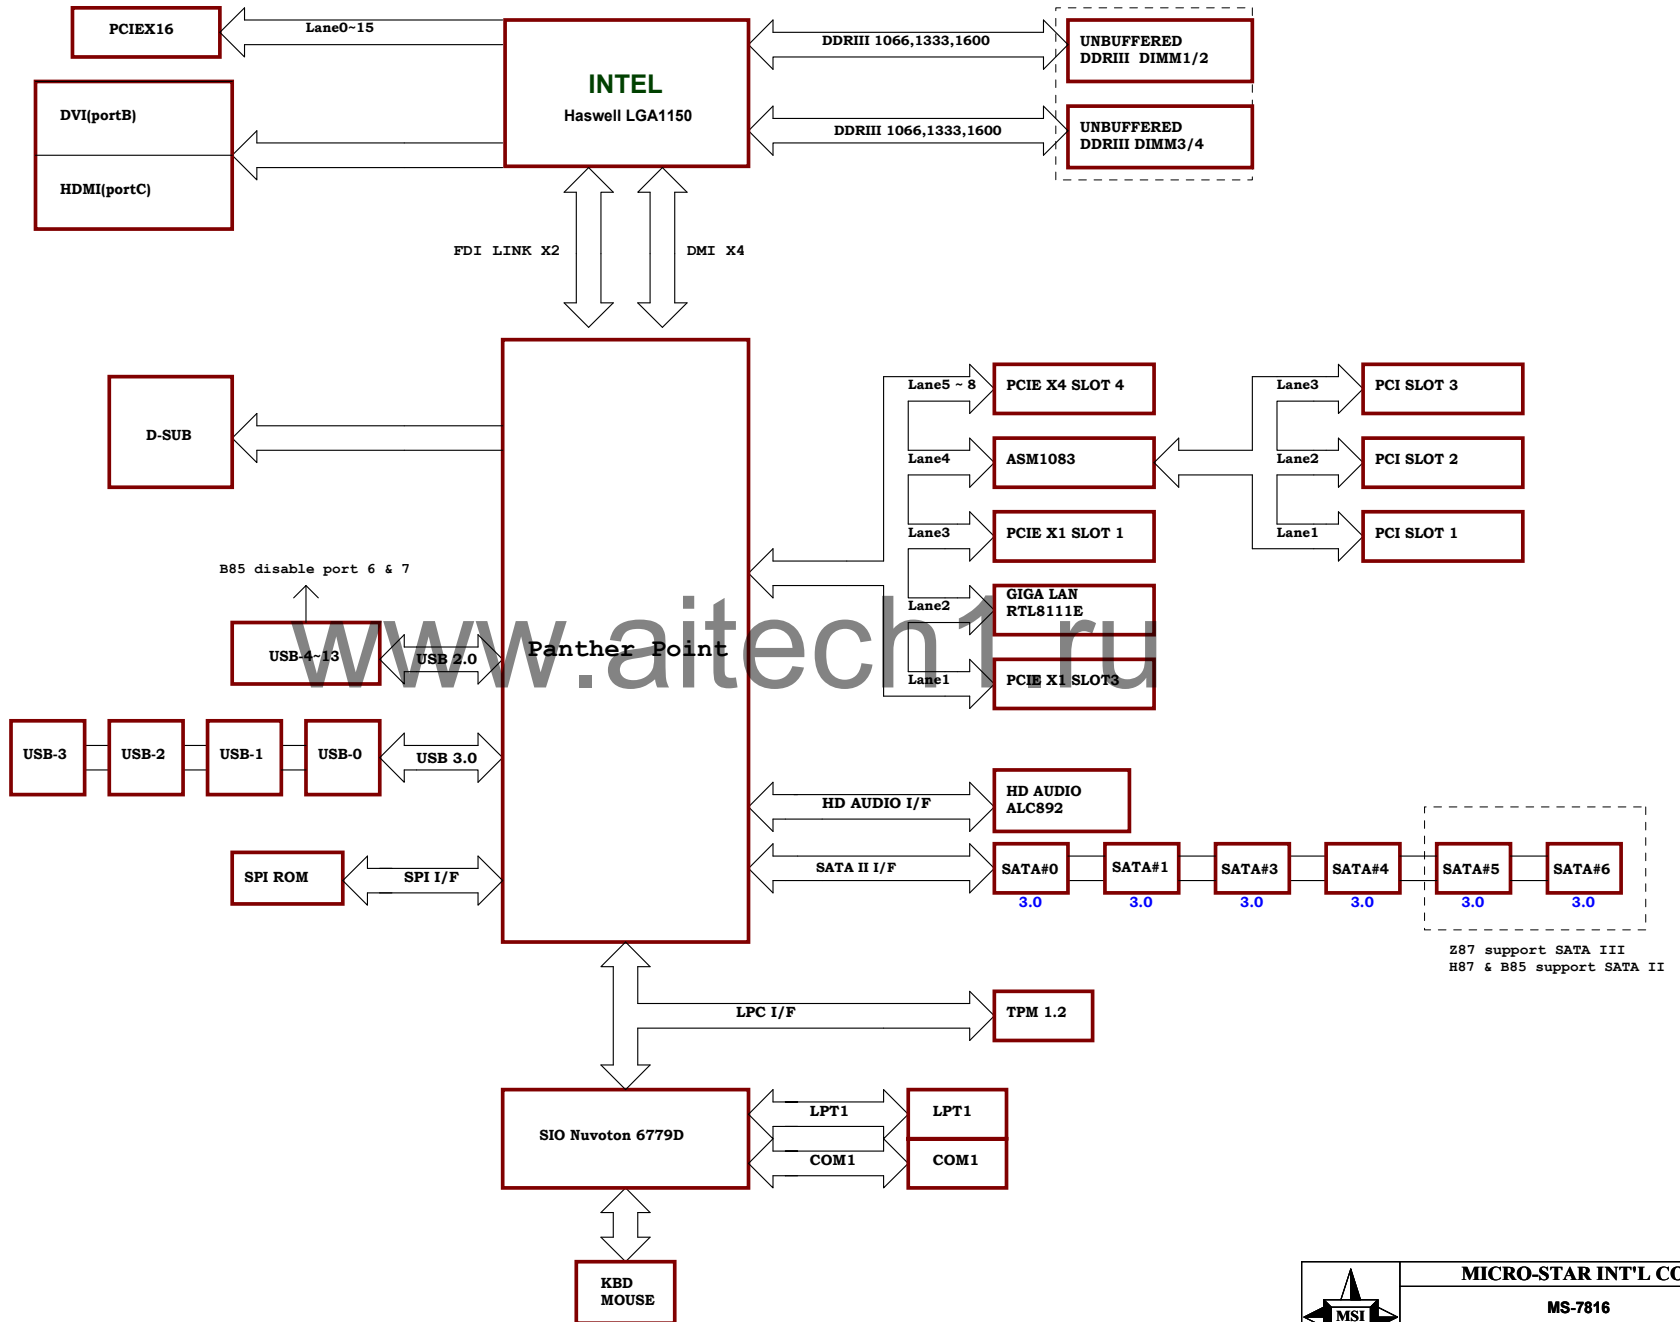 PCIEX16
Lane0~15
DDRIII 1066,1333,1600
UNBUFFERED
DDRIII DIMM1/2
INTEL
Haswell LGA1150
DVI(portB)
HDMI(portC)
DDRIII 1066,1333,1600
UNBUFFERED
DDRIII DIMM3/4
FDI LINK X2
DMI X4
D-SUB
Lane5 ~ 8
PCIE X4 SLOT 4
Lane3
PCI SLOT 3
Lane4
ASM1083
Lane2
PCI SLOT 2
Lane3
PCIE X1 SLOT 1
Lane1
PCI SLOT 1
B85 disable port 6 & 7
Lane2
GIGA LAN
RTL8111E
USB-4~13
USB 2.0
Panther Point
www.aitech1.ru
Lane1
PCIE X1 SLOT3
USB-3
USB-2
USB-1
USB-0
USB 3.0
HD AUDIO I/F
HD AUDIO
ALC892
SPI ROM
SPI I/F
SATA II I/F
SATA#0
SATA#1
SATA#3
SATA#4
SATA#5
SATA#6
3.0
3.0
3.0
3.0
3.0
3.0
Z87 support SATA III
H87 & B85 support SATA II
LPC I/F
TPM 1.2
SIO Nuvoton 6779D
LPT1
LPT1
COM1
COM1
KBD
MOUSE
MSI
MICRO-STAR INT'L CO
MS-7816